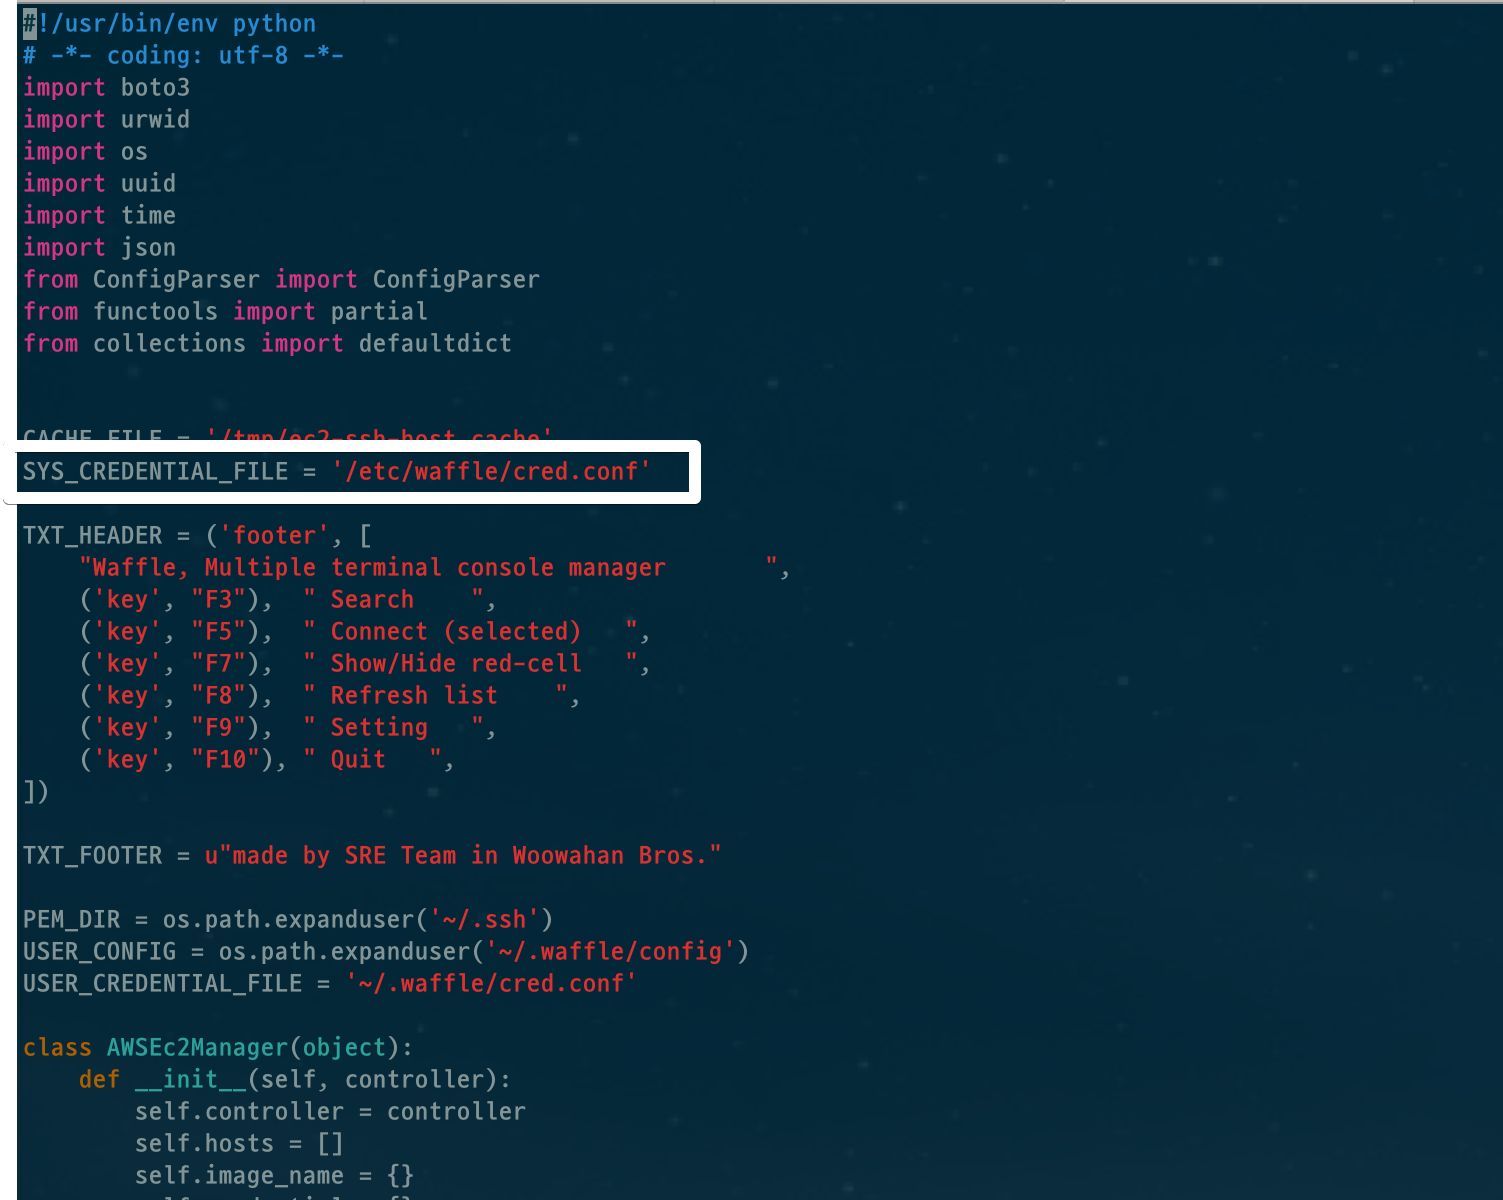 #!/usr/bin/env python
# -*- coding: utf-8 -*-
import boto3
import urwid
import os
import uuid
import time
import json
from ConfigParser import ConfigParser
from functools import partial
from collections import defaultdict
CACHE_FILE = '/tmp/ec2-ssh-host.cache'
SYS_CREDENTIAL_FILE = '/etc/waffle/cred.conf'
TXT_HEADER = ('footer', [
    "Waffle, Multiple terminal console manager       ",
    ('key', "F3"),  " Search    ",
    ('key', "F5"),  " Connect (selected)   ",
    ('key', "F7"),  " Show/Hide red-cell   ",
    ('key', "F8"),  " Refresh list    ",
    ('key', "F9"),  " Setting   ",
    ('key', "F10"), " Quit   ",
])
TXT_FOOTER = u"made by SRE Team in Woowahan Bros."
PEM_DIR = os.path.expanduser('~/.ssh')
USER_CONFIG = os.path.expanduser('~/.waffle/config')
USER_CREDENTIAL_FILE = '~/.waffle/cred.conf'
class AWSEc2Manager(object):
    def __init__(self, controller):
        self.controller = controller
        self.hosts = []
        self.image_name = {}